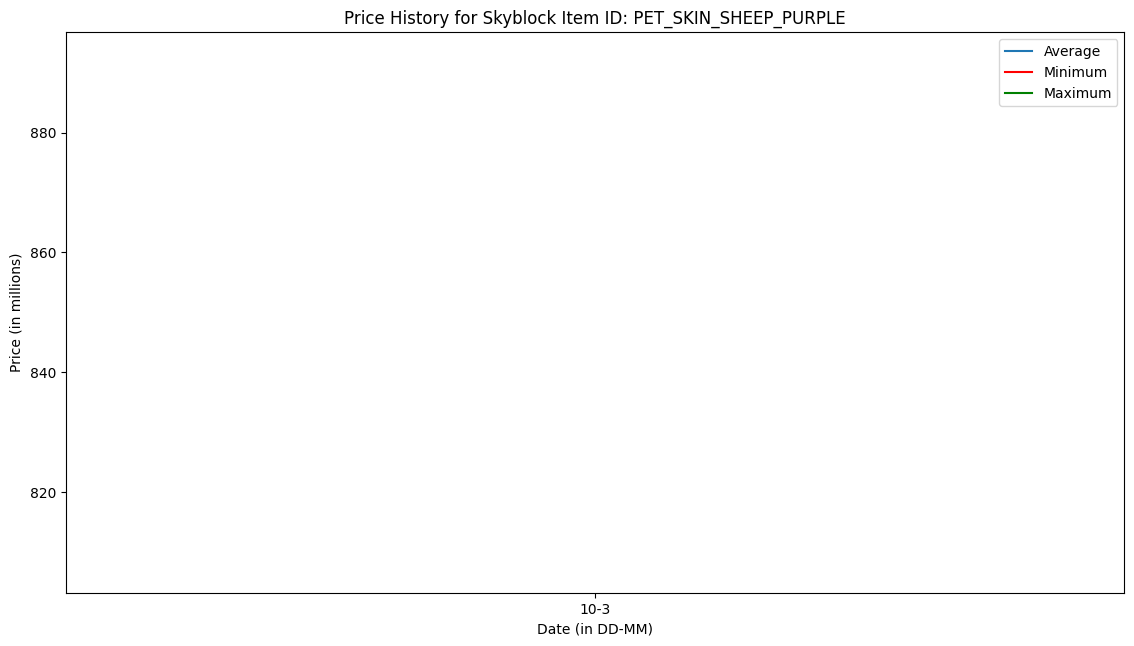 Price History for Skyblock Item ID: PET_SKIN_SHEEP_PURPLE
Average
Minimum
Maximum
880
860
840
820
Price (in millions)
10-3
Date (in DD-MM)